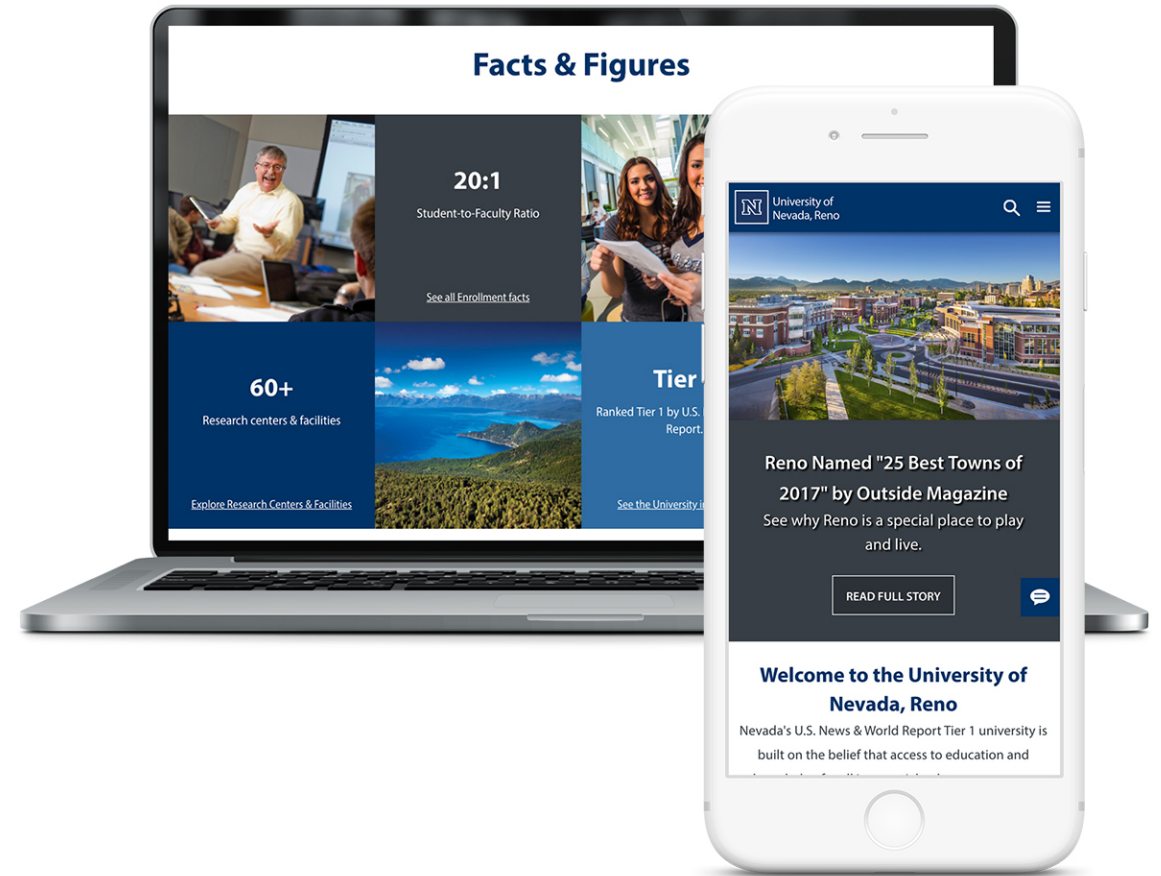 Facts & Figures
20:1
Student-to-Faculty Ratio
See all Enrollment facts
60+
Research centers & facilities
Explore Research Centers & Facilities
Tier
Ranked Tier 1 by U.S.
Report.
See the University
N
University of
Nevada, Reno
Reno Named "25 Best Towns of
2017" by Outside Magazine
See why Reno is a special place to play
and live.
READ FULL STORY
Welcome to the University of
Nevada, Reno
Nevada's U.S. News & World Report Tier 1 university is
built on the belief that access to education and